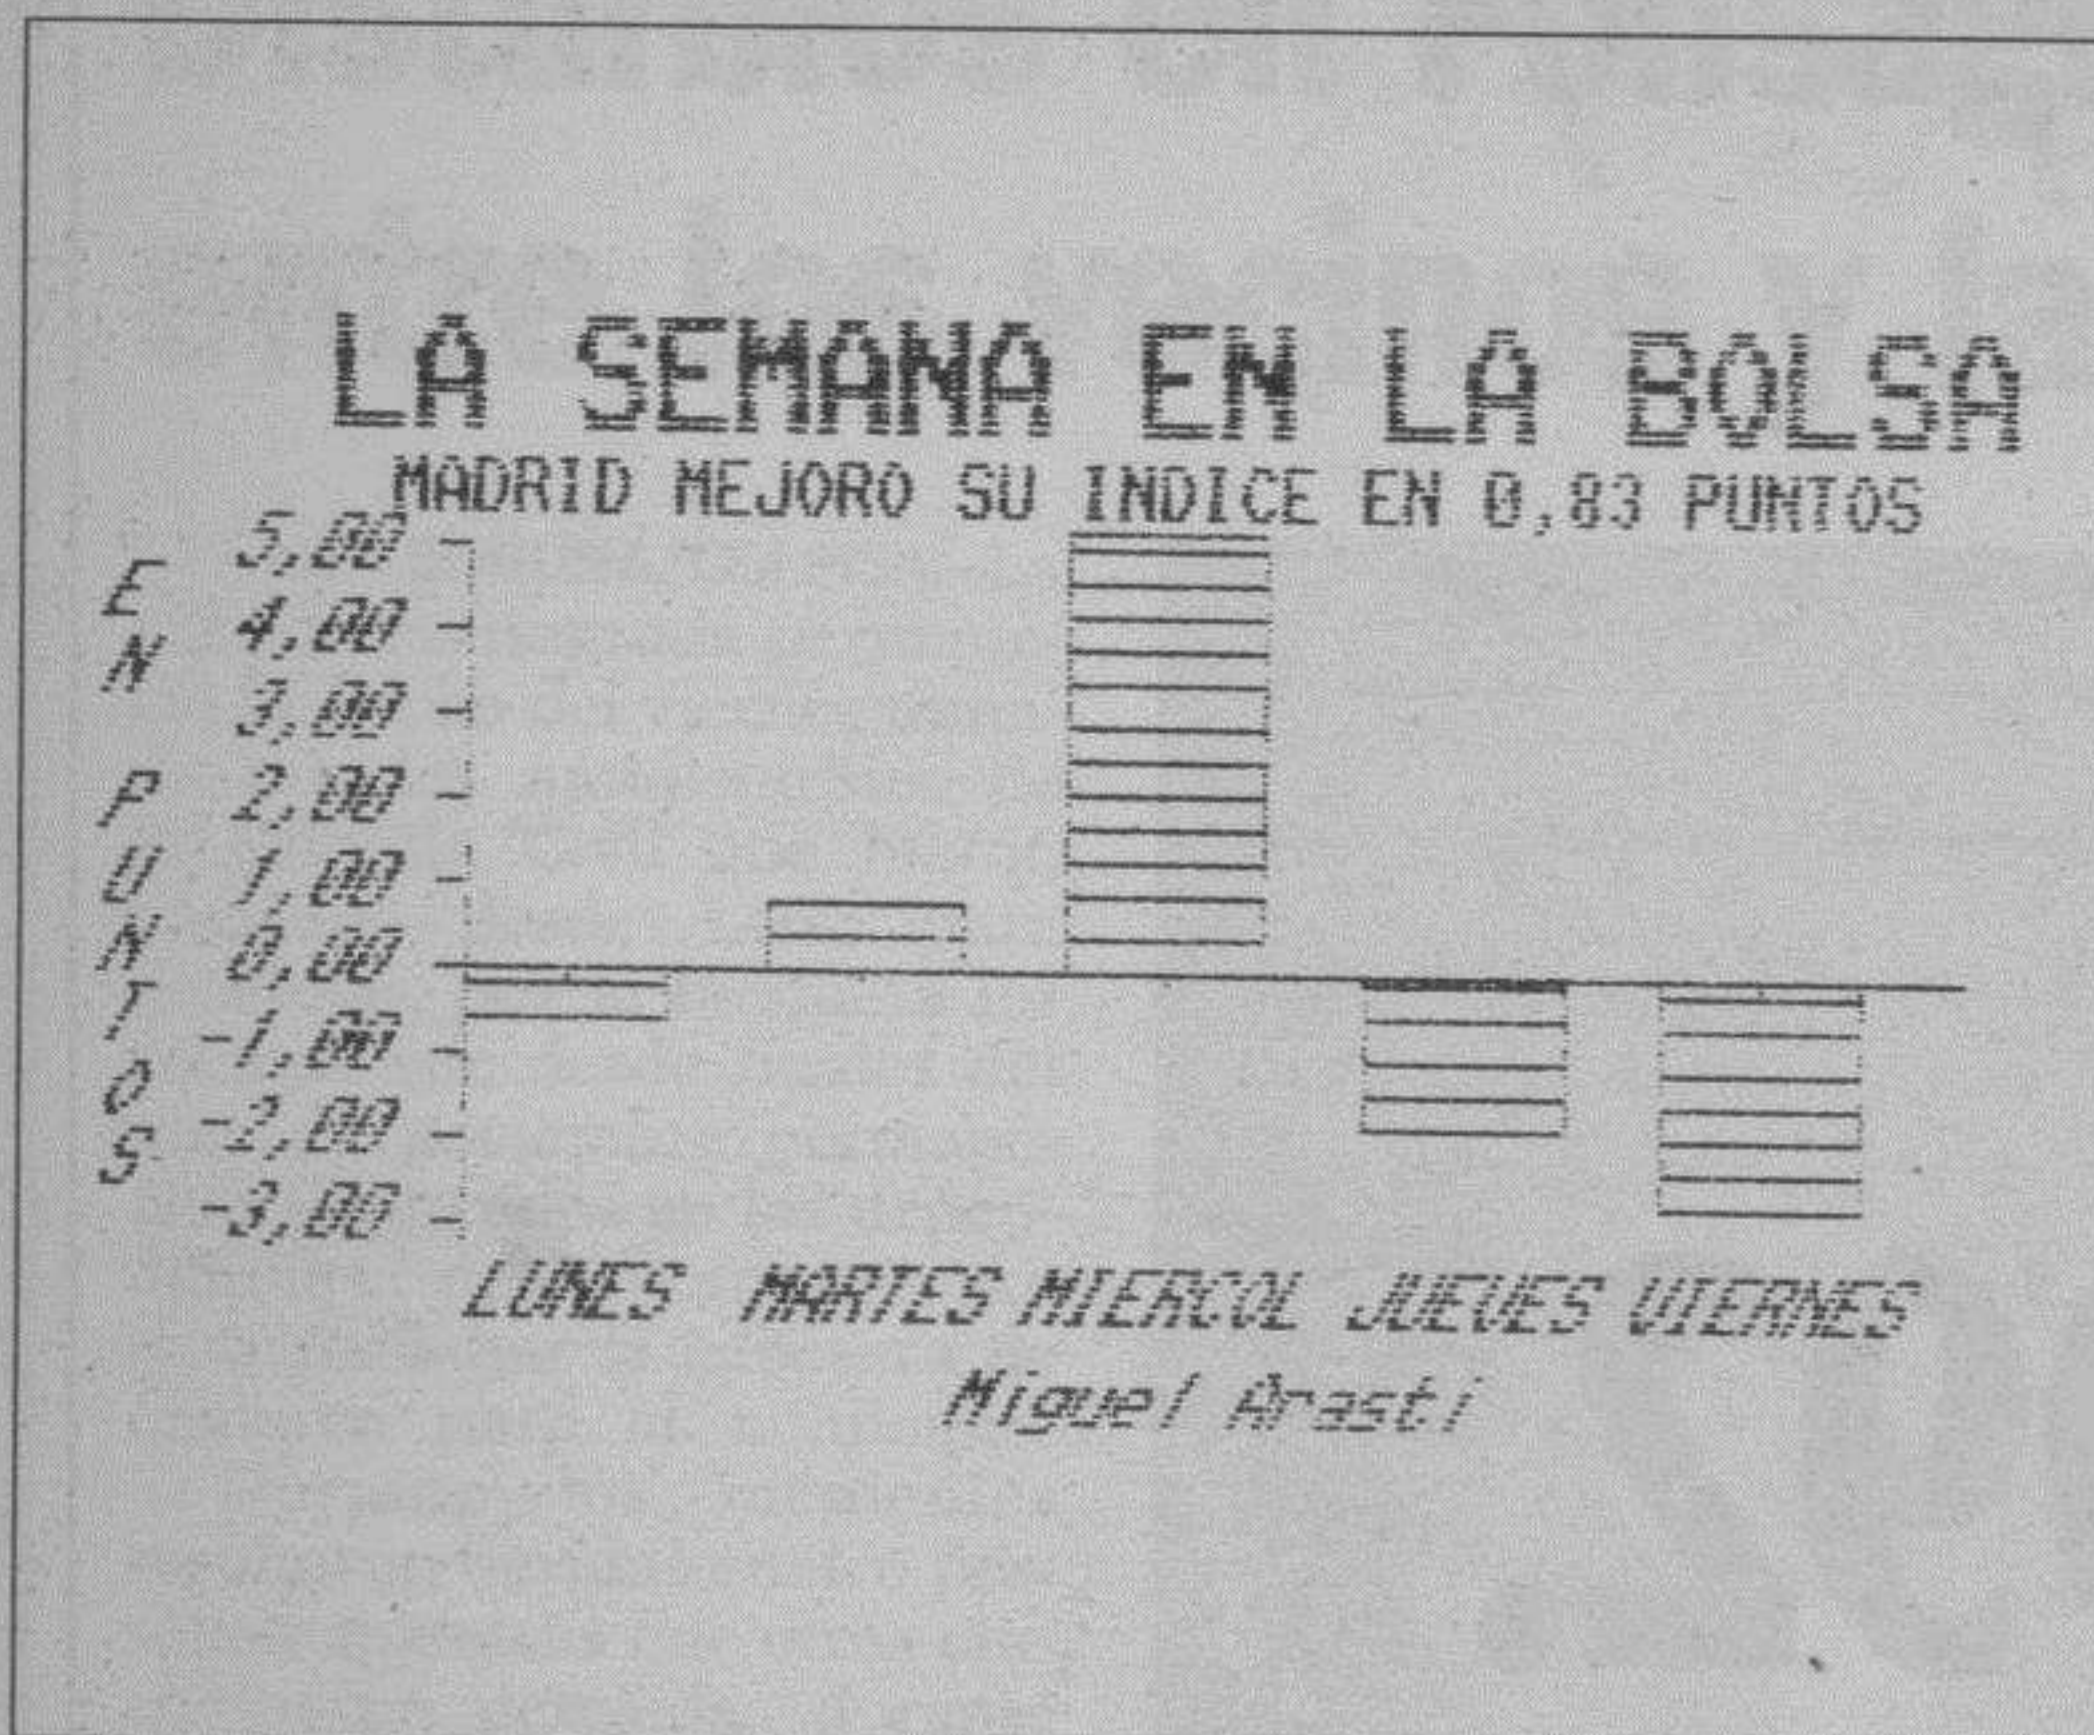 LA SEMANA EN LA BOLSA
MADRID MEJORO SU INDICE EN 0,83 PUNTOS
EN PUNTOS
5,00
4,00
3,00
2,00
1,00
0,00
-1,00
-2,00
-3,00
LUNES MARTES MIERCOL JUEVES VIERNES
Miguel Arasti